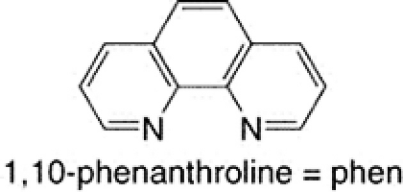 N N
1,10-phenanthroline = phen